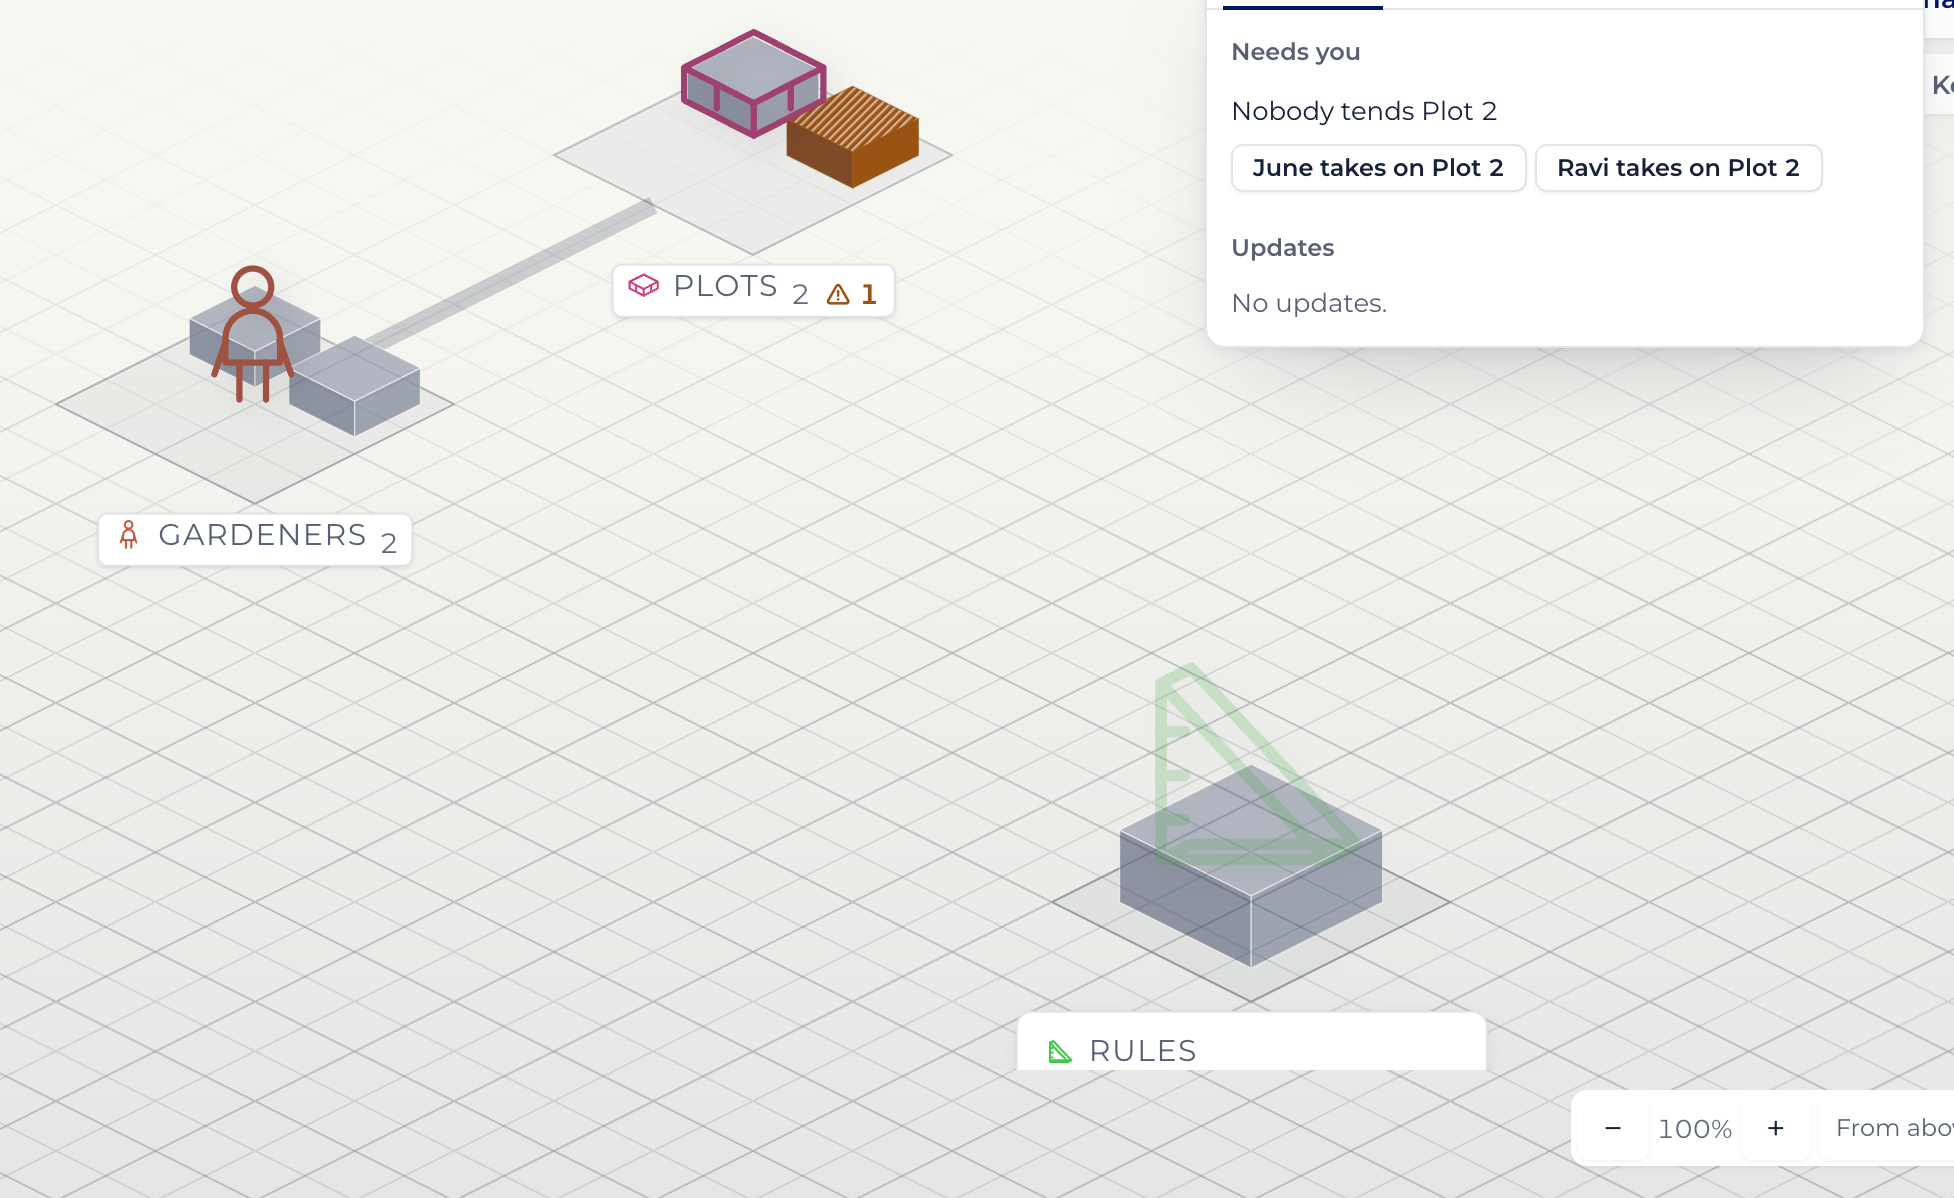 Needs you
Nobody tends Plot 2
June takes on Plot 2
Ravi takes on Plot 2
Updates
No updates.
PLOTS 2 1
GARDENERS 2
RULES
100%
From